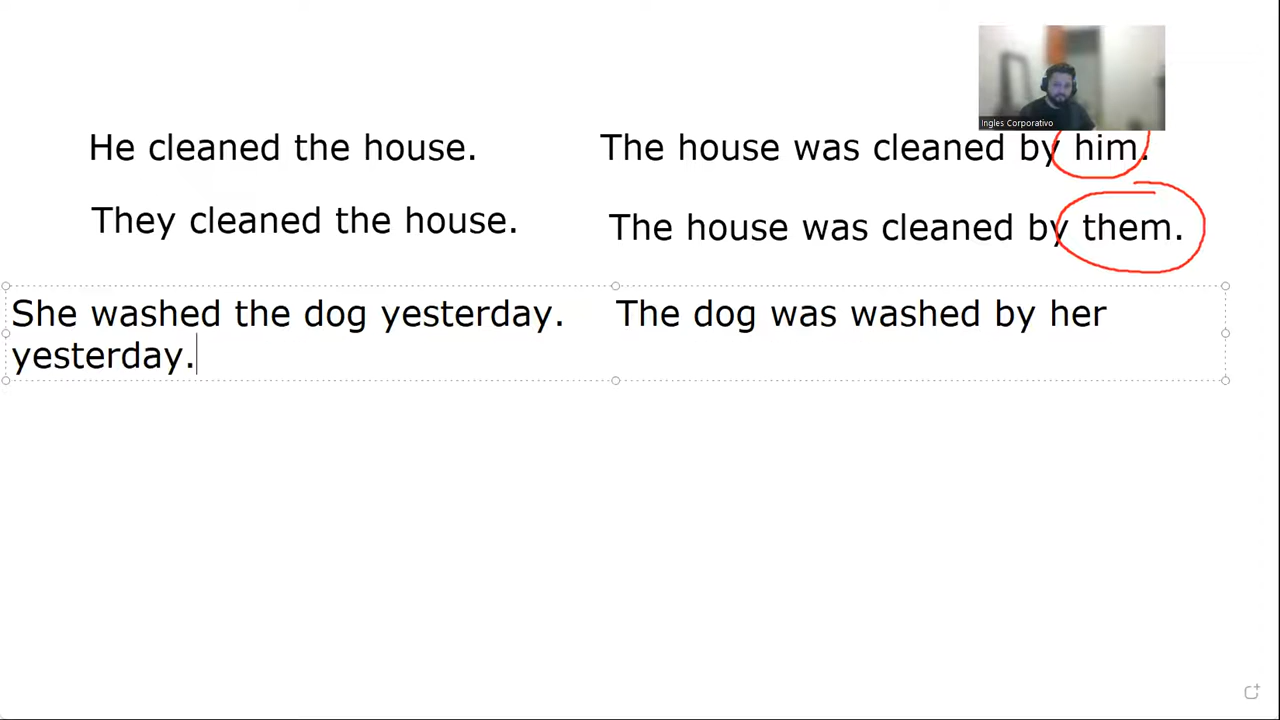 Ingles Corporativo
He cleaned the house. The house was cleaned by him.
They cleaned the house. The house was cleaned by them.
She washed the dog yesterday. The dog was washed by her
yesterday.